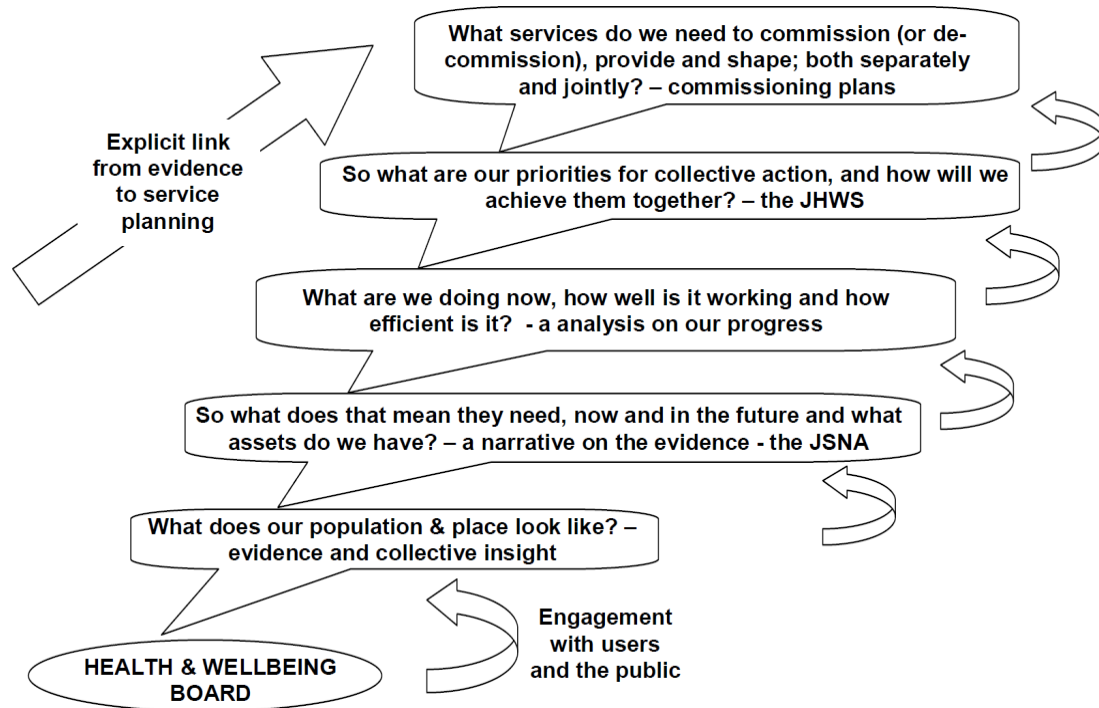 What services do we need to commission (or de-
commission), provide and shape; both separately
and jointly? – commissioning plans
Explicit link
from evidence
to service
planning
So what are our priorities for collective action, and how will we
achieve them together? – the JHWS
What are we doing now, how well is it working and how
efficient is it?  - a analysis on our progress
So what does that mean they need, now and in the future and what
assets do we have? – a narrative on the evidence - the JSNA
What does our population & place look like? –
evidence and collective insight
Engagement
with users
and the public
HEALTH & WELLBEING
BOARD